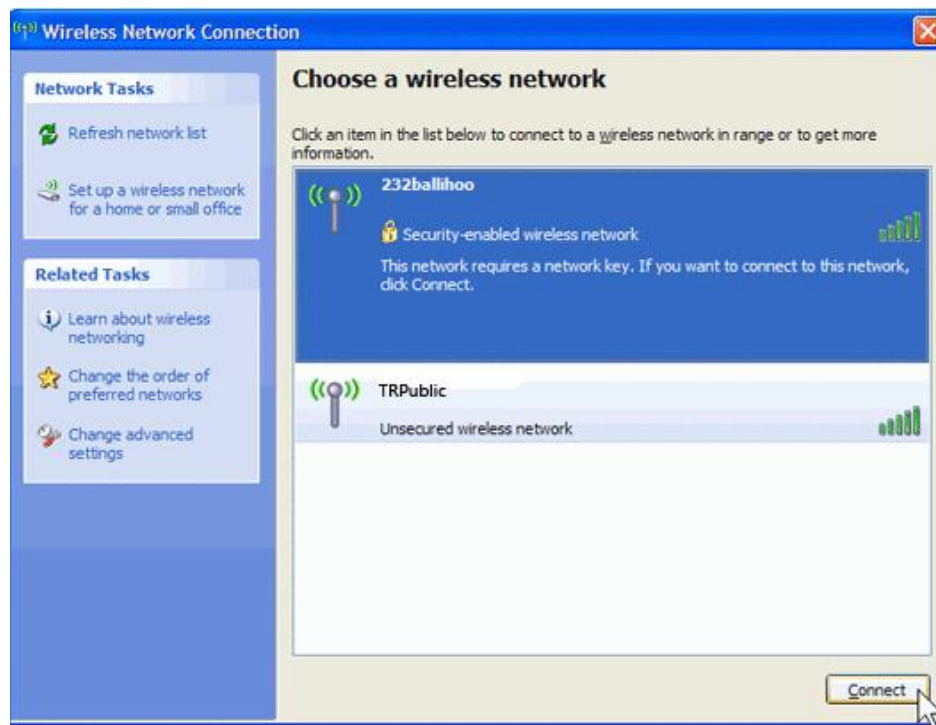 Wireless Network Connection
Network Tasks
Refresh network list
Set up a wireless network
for a home or small office
Related Tasks
Learn about wireless
networking
Change the order of
preferred networks
Change advanced
settings
Choose a wireless network
Click an item in the list below to connect to a wireless network in range or to get more
information.
232ballihoo
Security-enabled wireless network
This network requires a network key. If you want to connect to this network,
click Connect.
TRPublic
Unsecured wireless network
Connect